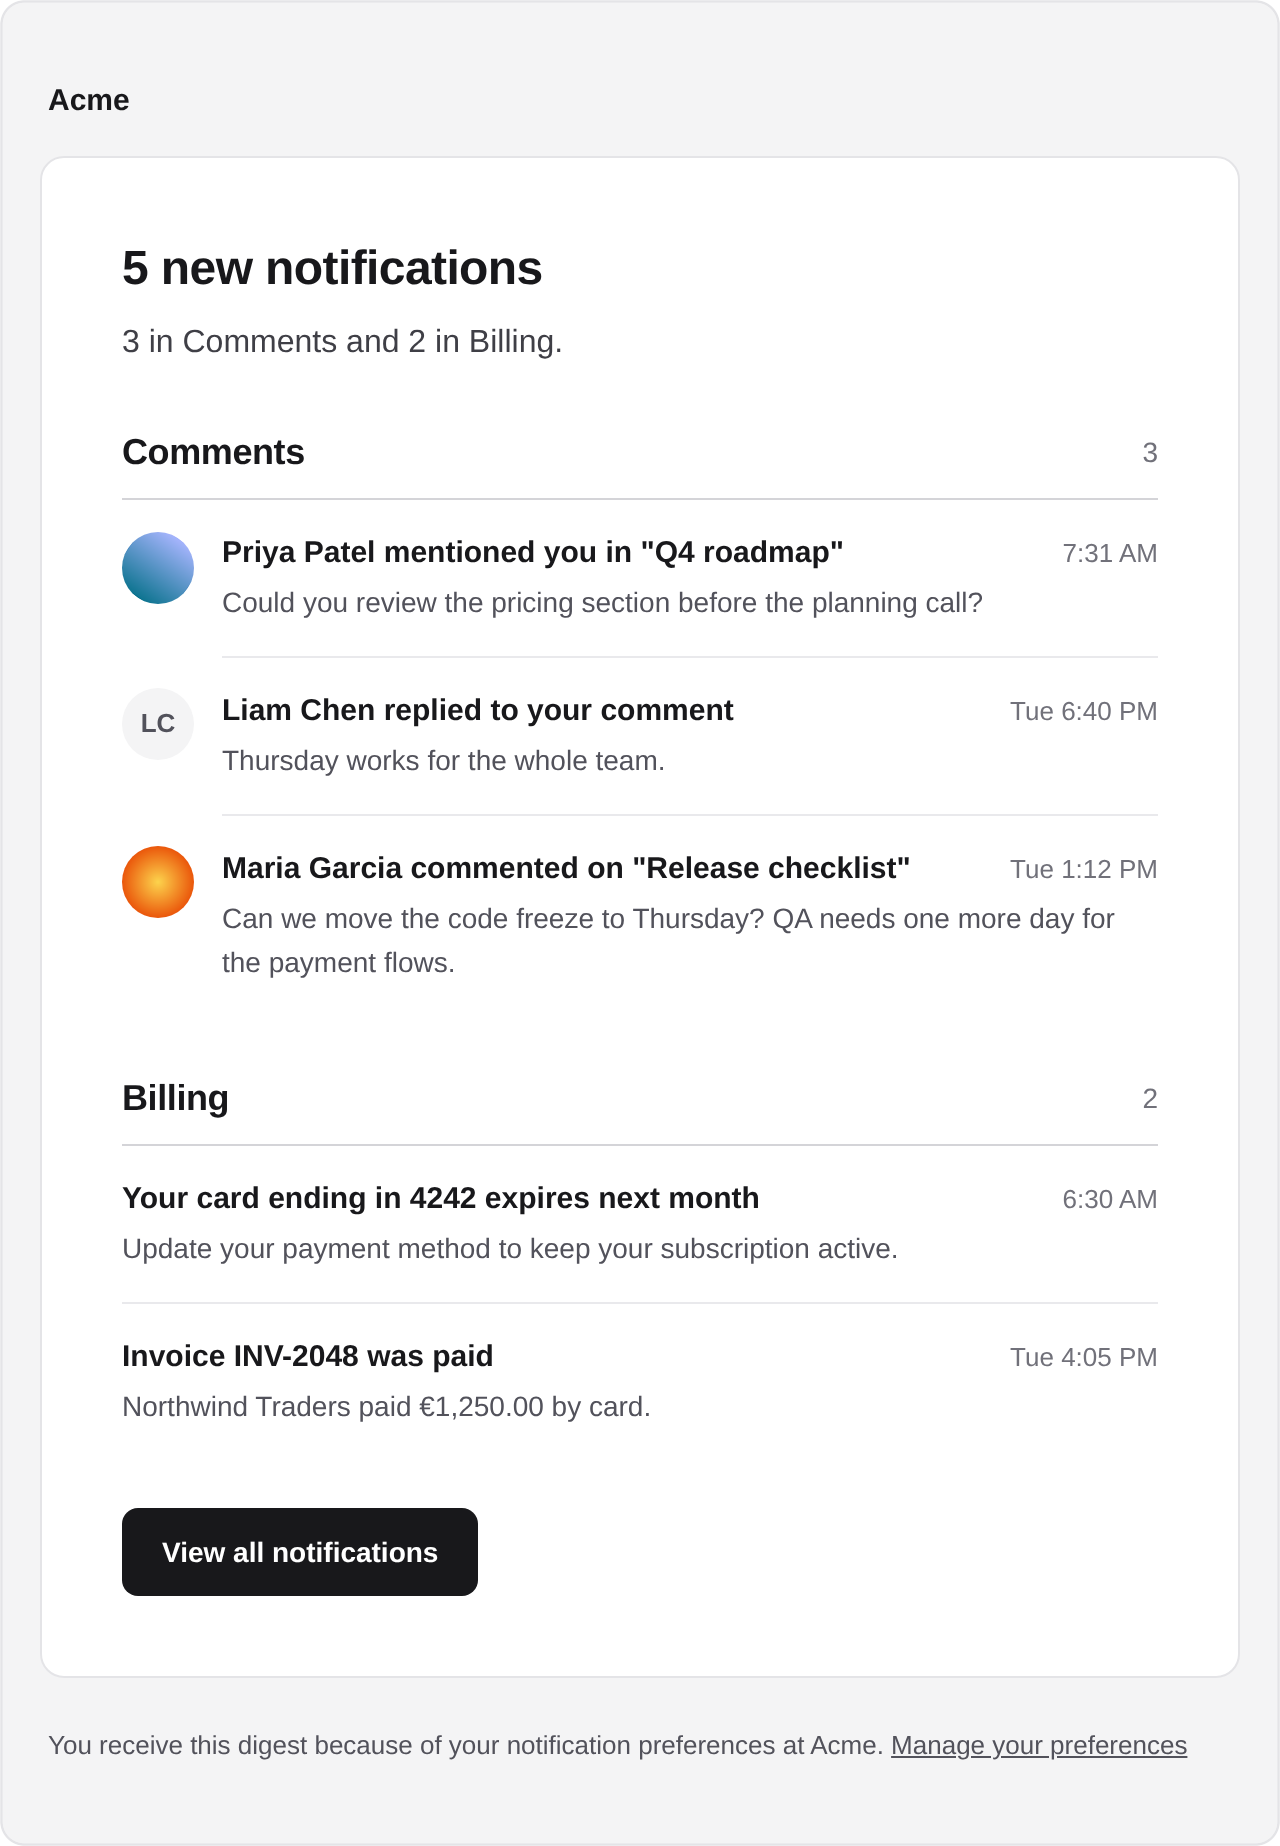 Acme
5 new notifications
3 in Comments and 2 in Billing.
Comments 3
Priya Patel mentioned you in "Q4 roadmap" 7:31 AM
Could you review the pricing section before the planning call?
LC
Liam Chen replied to your comment Tue 6:40 PM
Thursday works for the whole team.
Maria Garcia commented on "Release checklist" Tue 1:12 PM
Can we move the code freeze to Thursday? QA needs one more day for
the payment flows.
Billing 2
Your card ending in 4242 expires next month 6:30 AM
Update your payment method to keep your subscription active.
Invoice INV-2048 was paid Tue 4:05 PM
Northwind Traders paid €1,250.00 by card.
View all notifications
You receive this digest because of your notification preferences at Acme. Manage your preferences